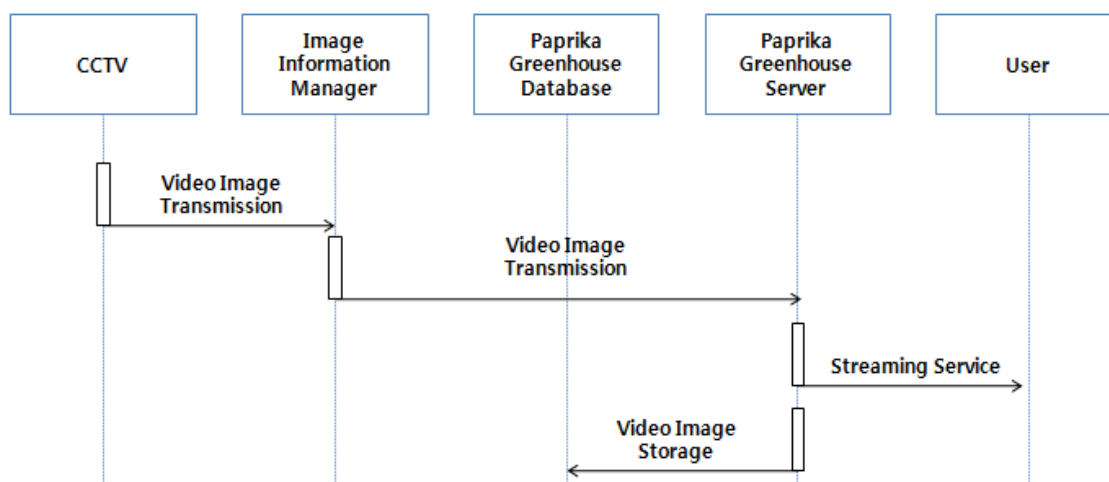 CCTV
Image
Information
Manager
Paprika
Greenhouse
Database
Paprika
Greenhouse
Server
User
Video Image
Transmission
Video Image
Transmission
Streaming Service
Video Image
Storage